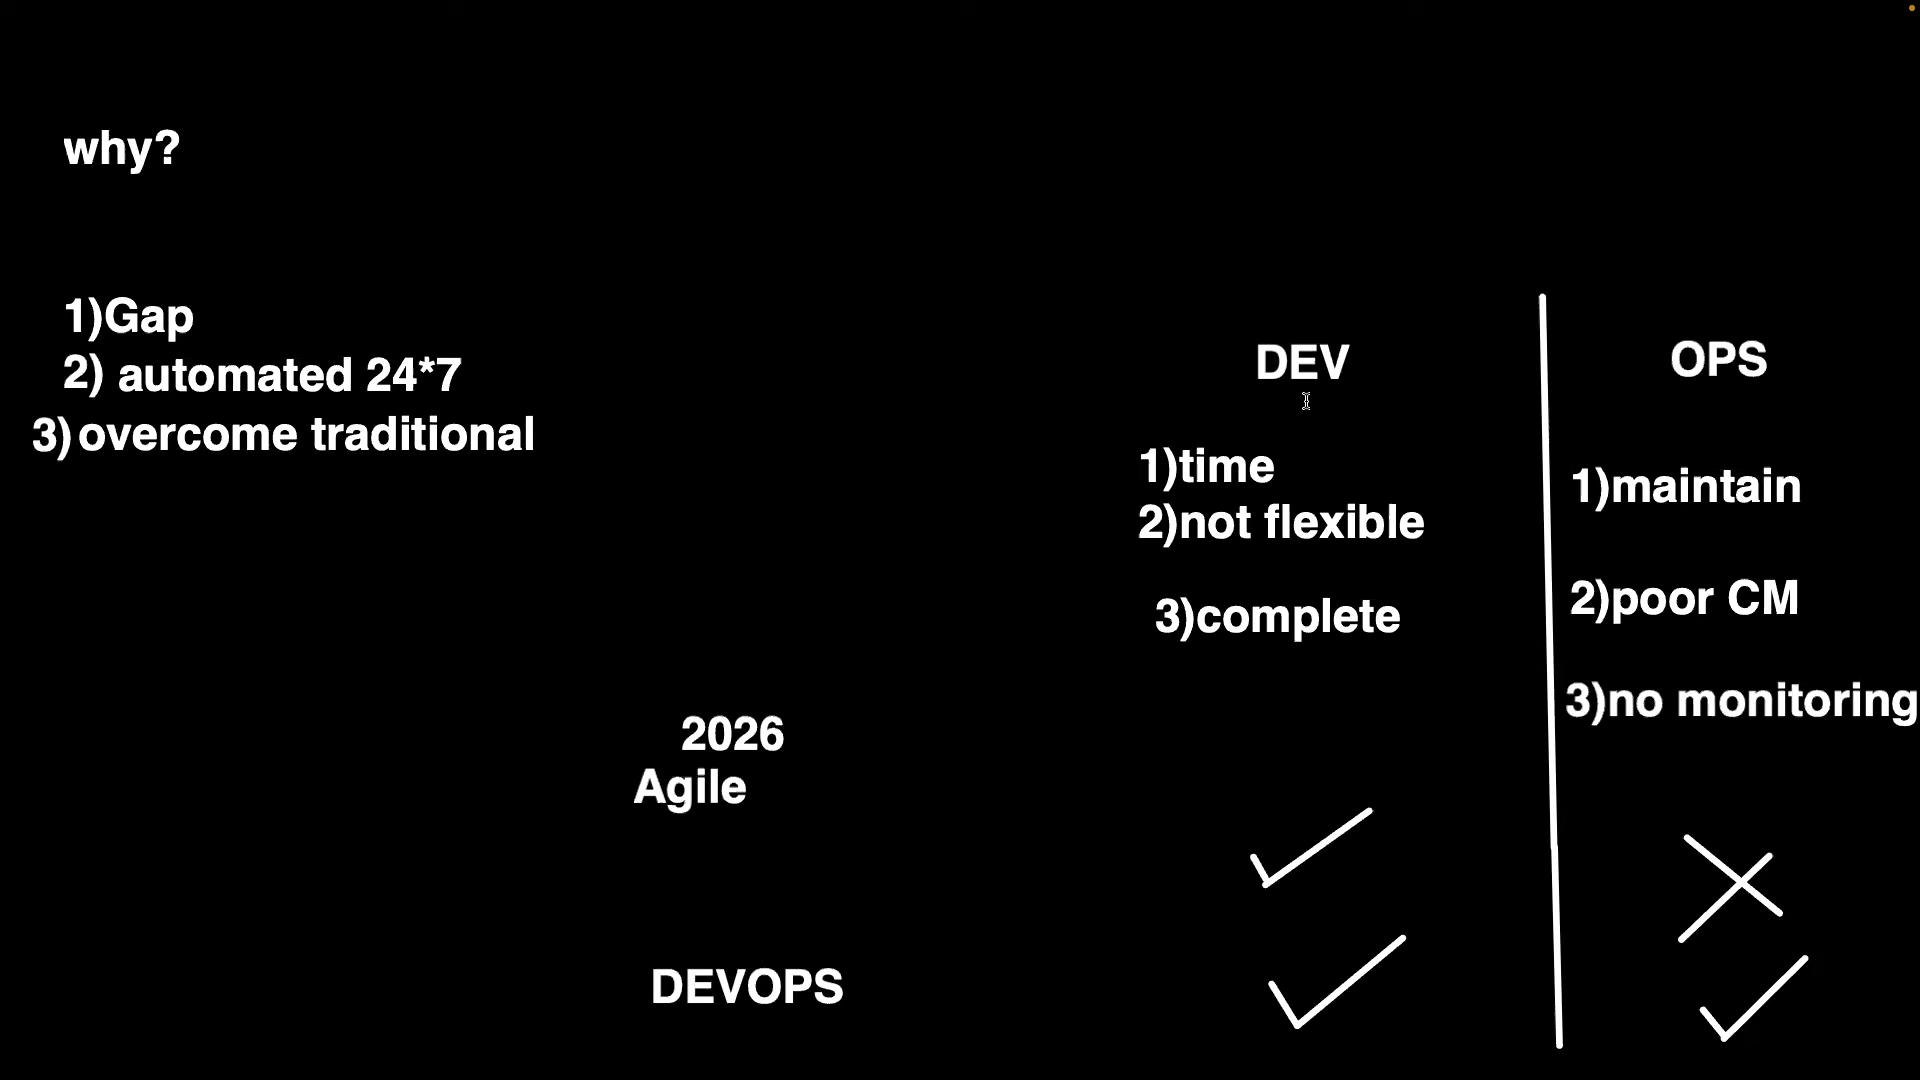 why?
1)Gap
2) automated 24*7
3)overcome traditional
DEV
1)time
2)not flexible
3)complete
OPS
1)maintain
2)poor CM
3)no monitoring
2026
Agile
DEVOPS